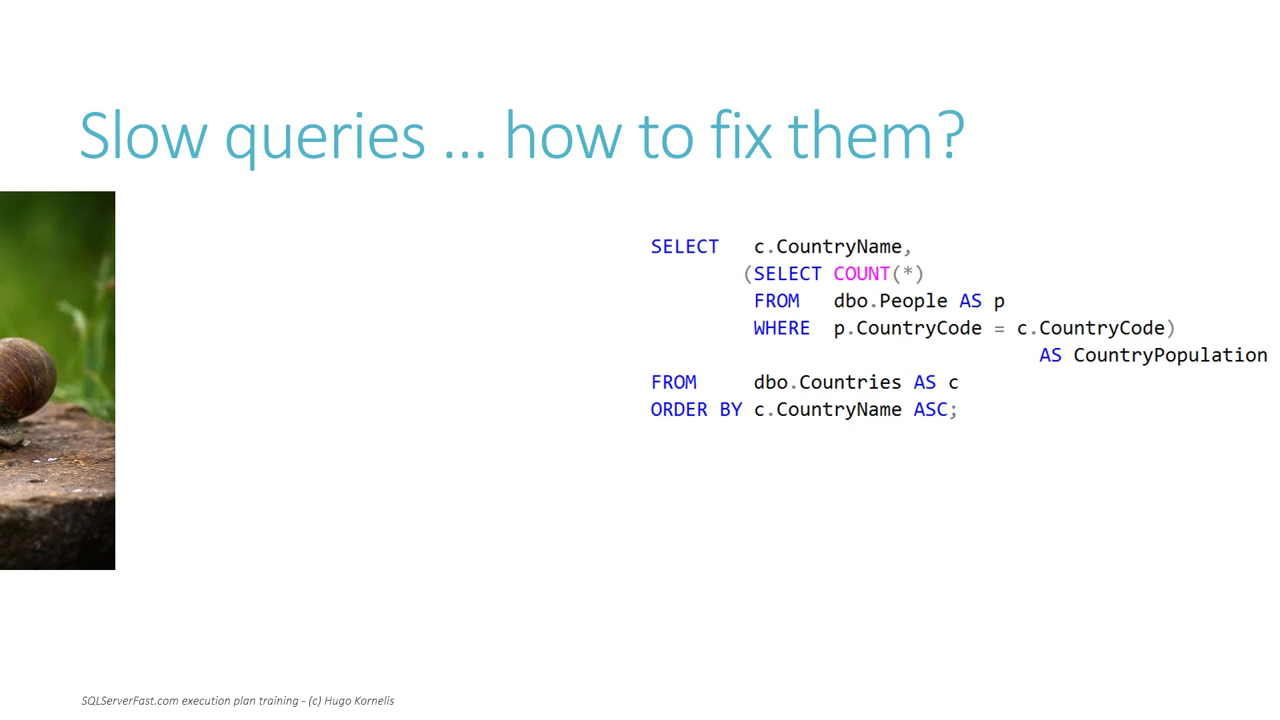 Slow queries ... how to fix them?
SELECT   c.CountryName,
        (SELECT COUNT(*)
         FROM   dbo.People AS p
         WHERE  p.CountryCode = c.CountryCode)
                                  AS CountryPopulation
FROM     dbo.Countries AS c
ORDER BY c.CountryName ASC;
SQLServerFast.com execution plan training - (c) Hugo Kornelis